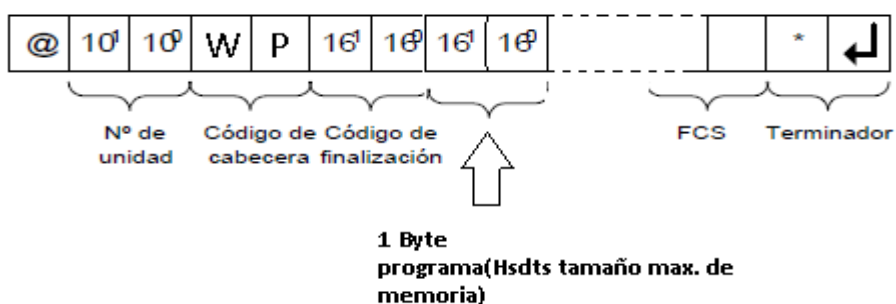 @ 10¹ 10⁰ W P 16¹ 16⁰ 16¹ 16⁰ * ↵
Nº de unidad
Código de cabecera
Código de finalización
FCS
Terminador
1 Byte
programa(Hsdts tamaño max. de
memoria)